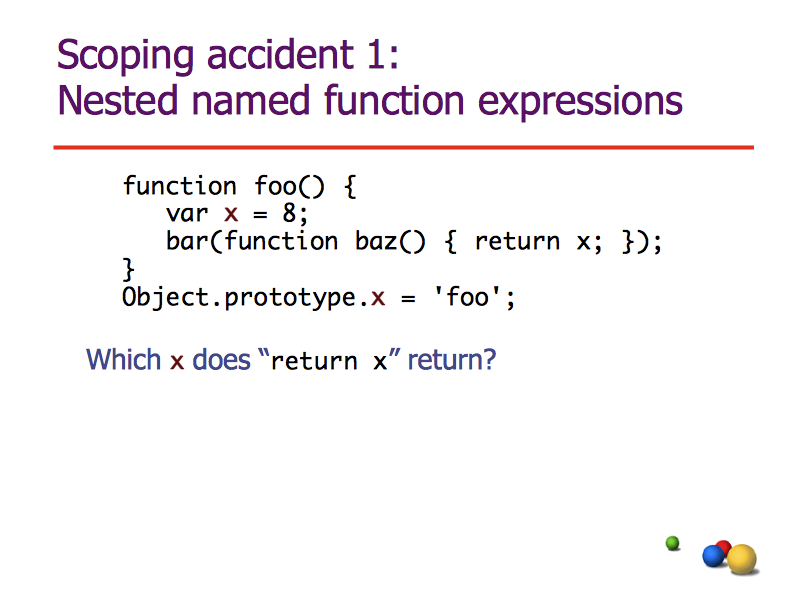 Scoping accident 1:
Nested named function expressions
function foo() {
   var x = 8;
   bar(function baz() { return x; });
}
Object.prototype.x = 'foo';
Which x does “return x” return?